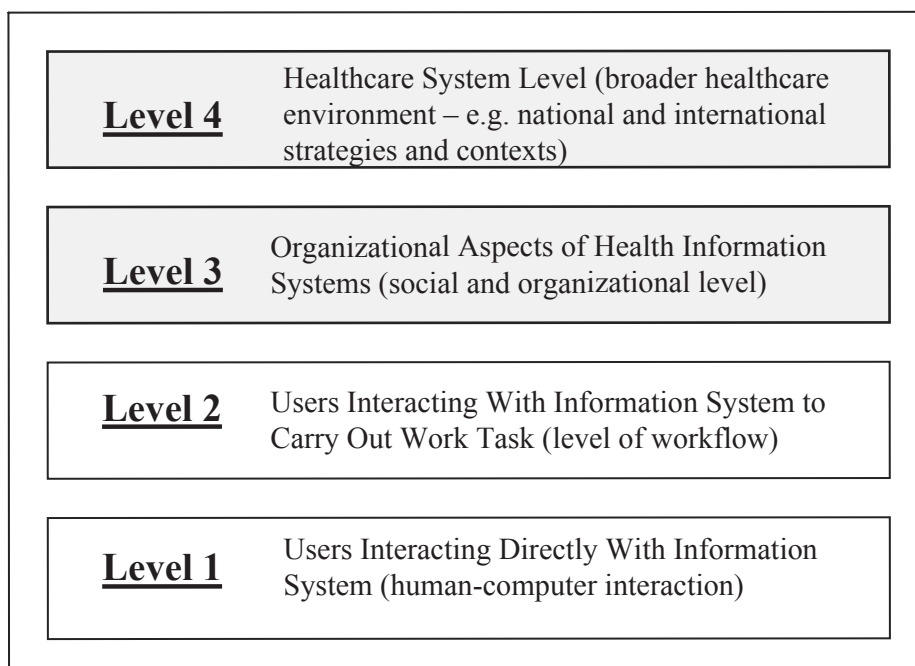 Level 4
Healthcare System Level (broader healthcare
environment – e.g. national and international
strategies and contexts)
Level 3
Organizational Aspects of Health Information
Systems (social and organizational level)
Level 2
Users Interacting With Information System to
Carry Out Work Task (level of workflow)
Level 1
Users Interacting Directly With Information
System (human-computer interaction)